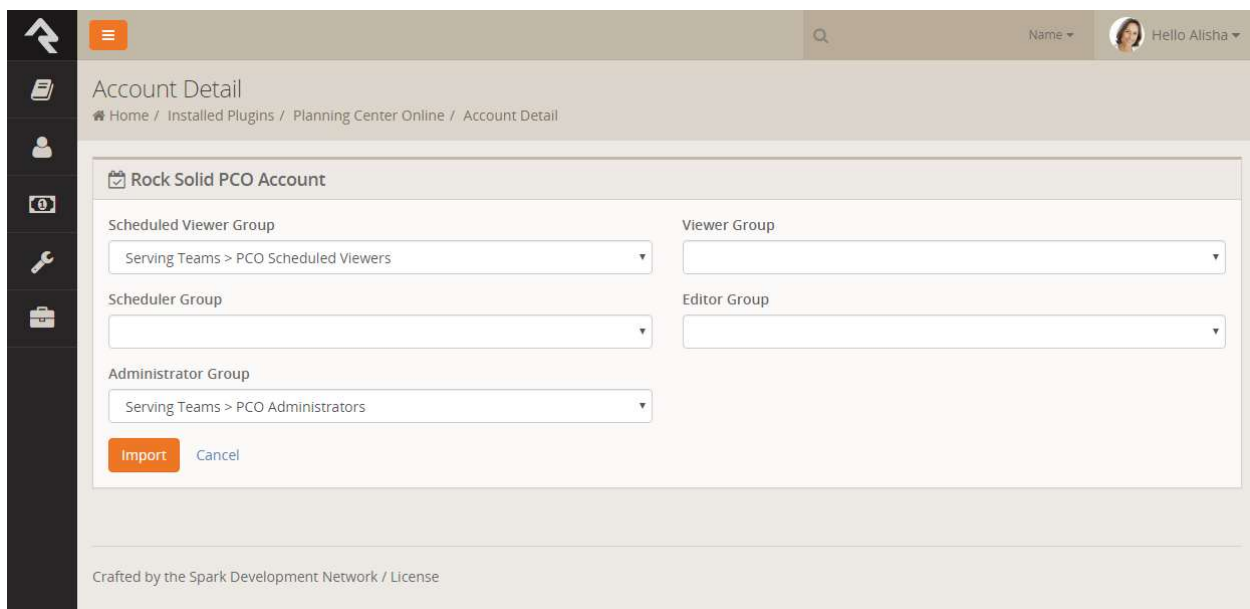 Name
Hello Alisha
Account Detail
Home / Installed Plugins / Planning Center Online / Account Detail
Rock Solid PCO Account
Scheduled Viewer Group
Viewer Group
Serving Teams > PCO Scheduled Viewers
Scheduler Group
Editor Group
Administrator Group
Serving Teams > PCO Administrators
Import
Cancel
Crafted by the Spark Development Network / License